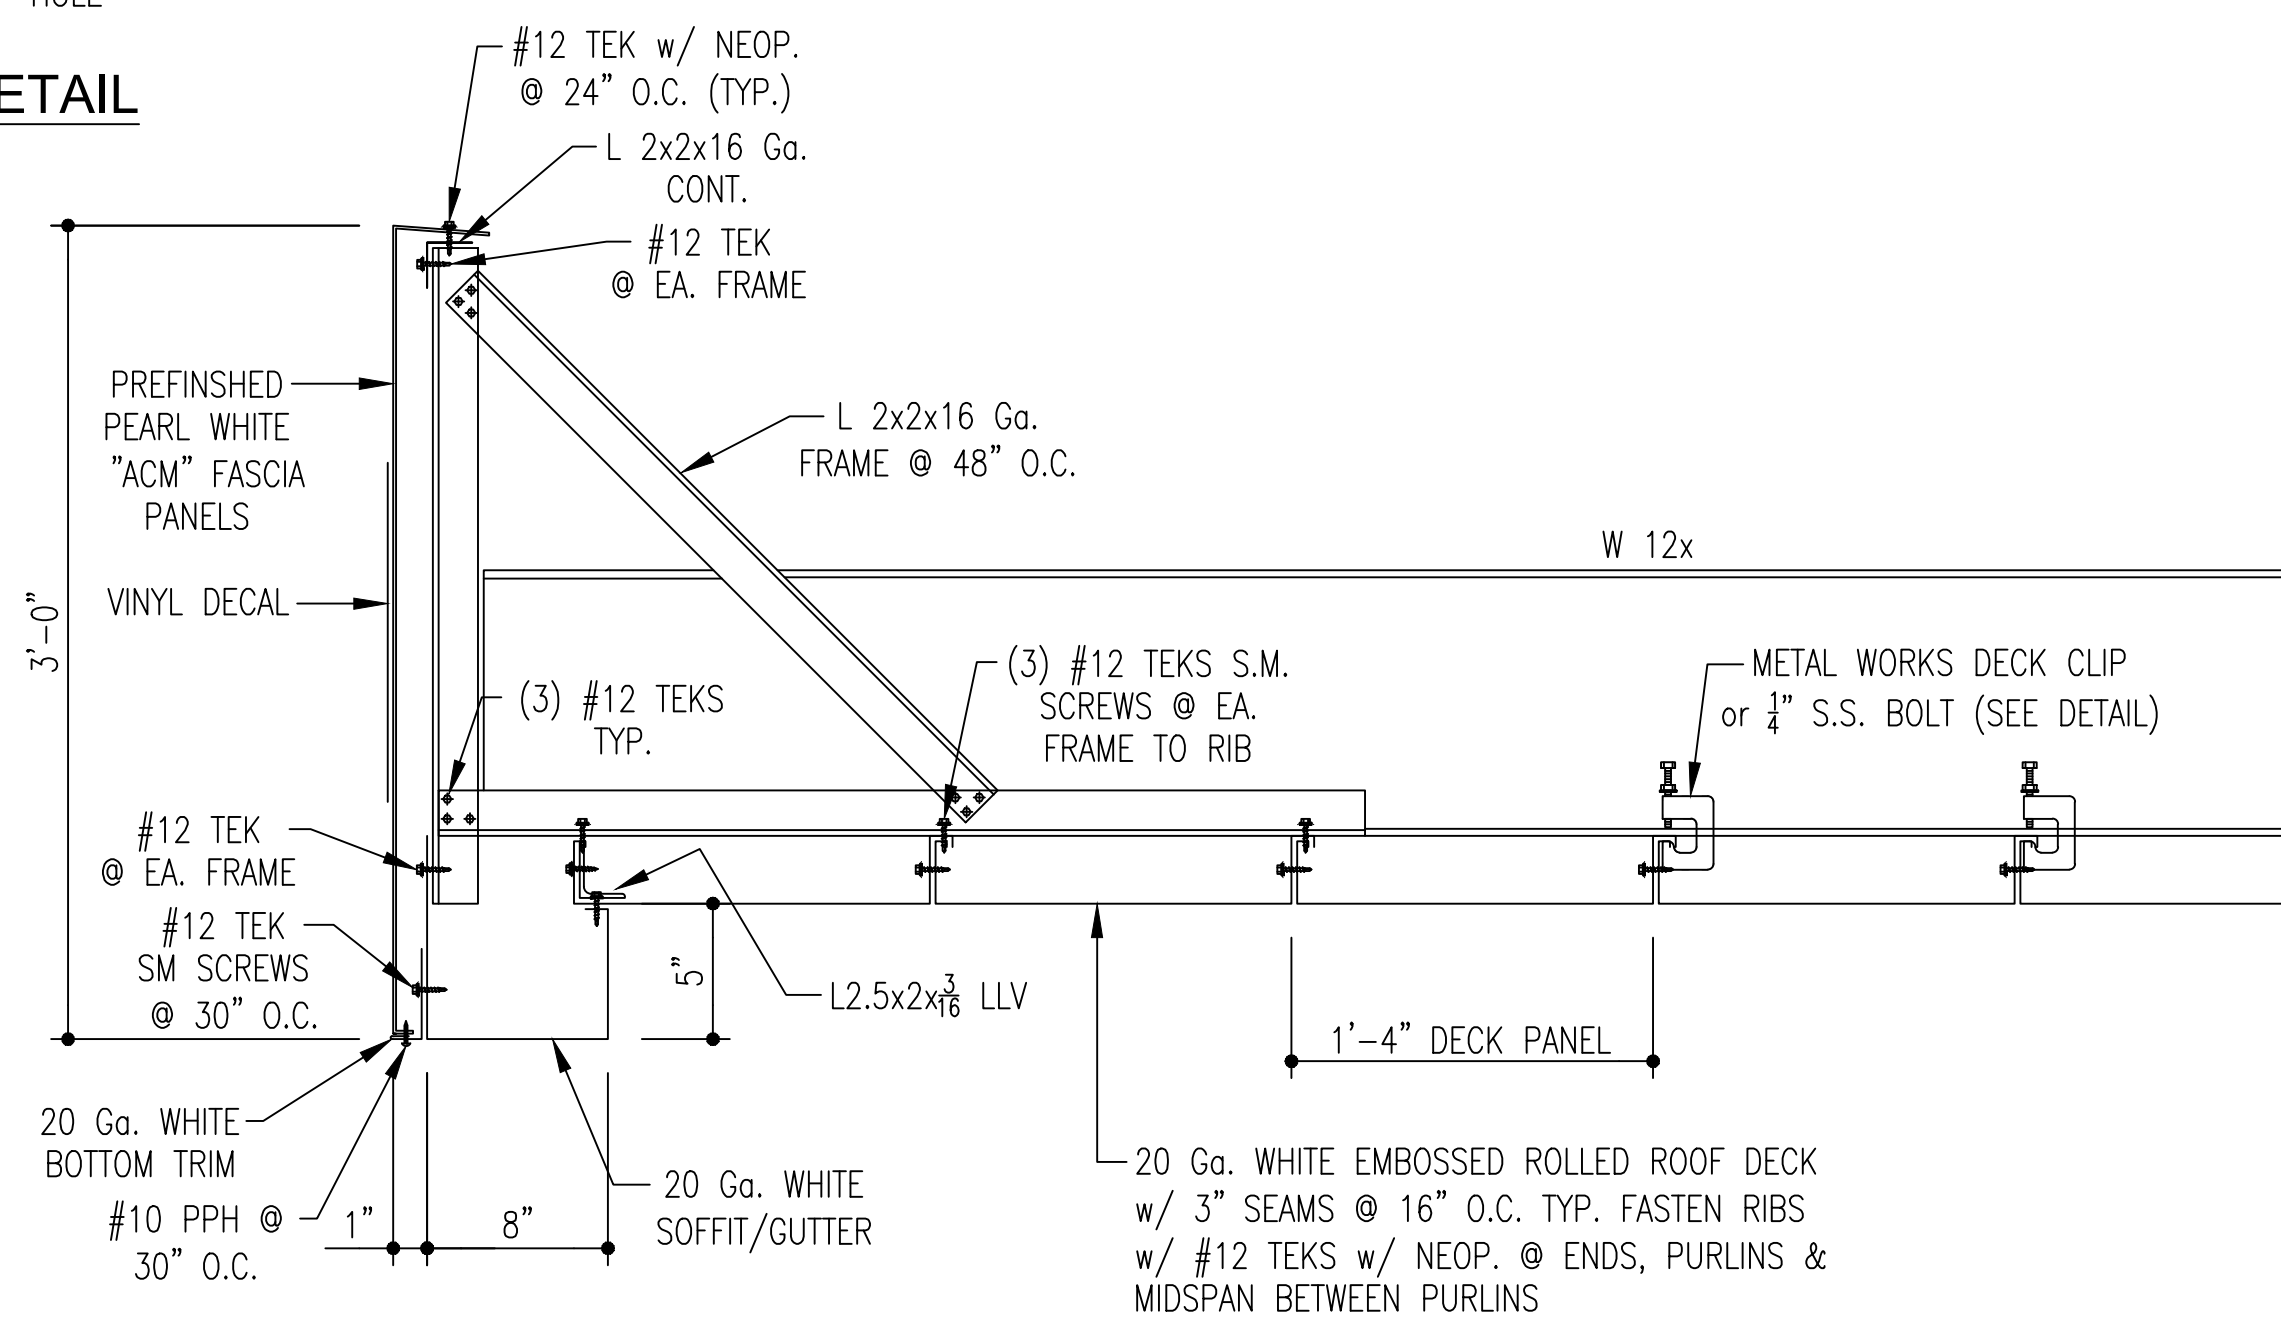 HOLE
ETAIL
#12 TEK w/ NEOP.
@ 24" O.C. (TYP.)
L 2x2x16 Ga.
CONT.
#12 TEK
@ EA. FRAME
PREFINSHED
PEARL WHITE
"ACM" FASCIA
PANELS
L 2x2x16 Ga.
FRAME @ 48" O.C.
W 12x
VINYL DECAL
3'-0"
(3) #12 TEKS
TYP.
(3) #12 TEKS S.M.
SCREWS @ EA.
FRAME TO RIB
METAL WORKS DECK CLIP
or 1/4" S.S. BOLT (SEE DETAIL)
#12 TEK
@ EA. FRAME
#12 TEK
SM SCREWS
@ 30" O.C.
5"
L2.5x2x3/16 LLV
1'-4" DECK PANEL
20 Ga. WHITE
BOTTOM TRIM
#10 PPH @
30" O.C.
1"
8"
20 Ga. WHITE
SOFFIT/GUTTER
20 Ga. WHITE EMBOSSED ROLLED ROOF DECK
w/ 3" SEAMS @ 16" O.C. TYP. FASTEN RIBS
w/ #12 TEKS w/ NEOP. @ ENDS, PURLINS &
MIDSPAN BETWEEN PURLINS